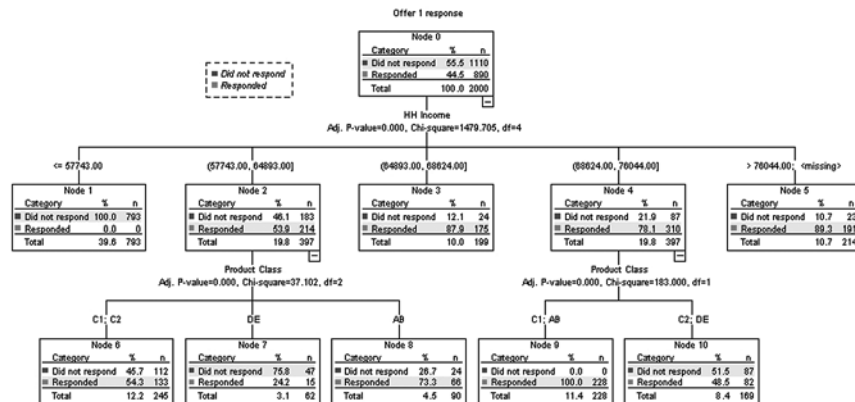 Offer 1 response
Node 0
Category % n
Did not respond 55.5 1110
Responded 44.5 890
Total 100.0 2000
Did not respond
Responded
HH Income
Adj. P-value=0.000, Chi-square=1479.705, df=4
<= 57743.00
(57743.00, 64893.00]
(64893.00, 68624.00]
(68624.00, 76044.00]
> 76044.00; <missing>
Node 1
Category % n
Did not respond 100.0 793
Responded 0.0 0
Total 39.6 793
Node 2
Category % n
Did not respond 46.1 183
Responded 53.9 214
Total 19.8 397
Node 3
Category % n
Did not respond 12.1 24
Responded 87.9 175
Total 10.0 199
Node 4
Category % n
Did not respond 21.9 87
Responded 78.1 310
Total 19.8 397
Node 5
Category % n
Did not respond 10.7 23
Responded 89.3 191
Total 10.7 214
Product Class
Adj. P-value=0.000, Chi-square=37.102, df=2
Product Class
Adj. P-value=0.000, Chi-square=183.000, df=1
C1; C2
DE
AB
C1; AB
C2; DE
Node 6
Category % n
Did not respond 45.7 112
Responded 54.3 133
Total 12.2 245
Node 7
Category % n
Did not respond 75.8 47
Responded 24.2 15
Total 3.1 62
Node 8
Category % n
Did not respond 26.7 24
Responded 73.3 66
Total 4.5 90
Node 9
Category % n
Did not respond 0.0 0
Responded 100.0 228
Total 11.4 228
Node 10
Category % n
Did not respond 51.5 87
Responded 48.5 82
Total 8.4 169